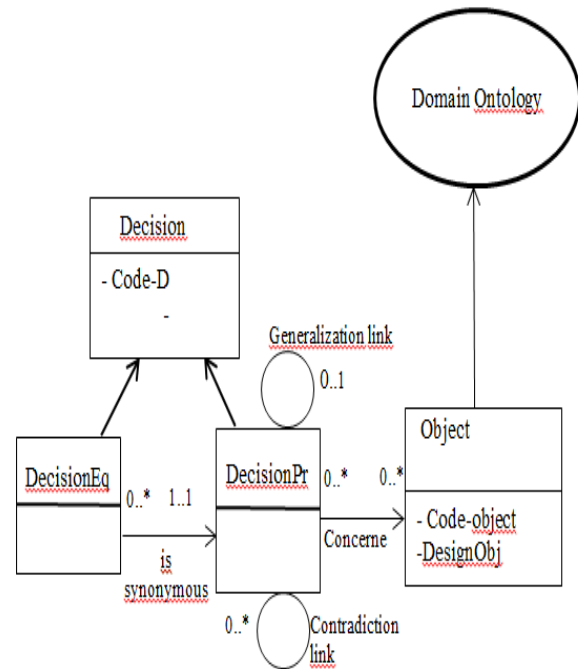 Domain Ontology
Decision
- Code-D
-
Generalization link
0..1
Object
- Code-object
-DesignObj
DecisionEq
0..* 1..1
is
synonymous
DecisionPr
0..* 0..*
Concerne
0..*
Contradiction
link